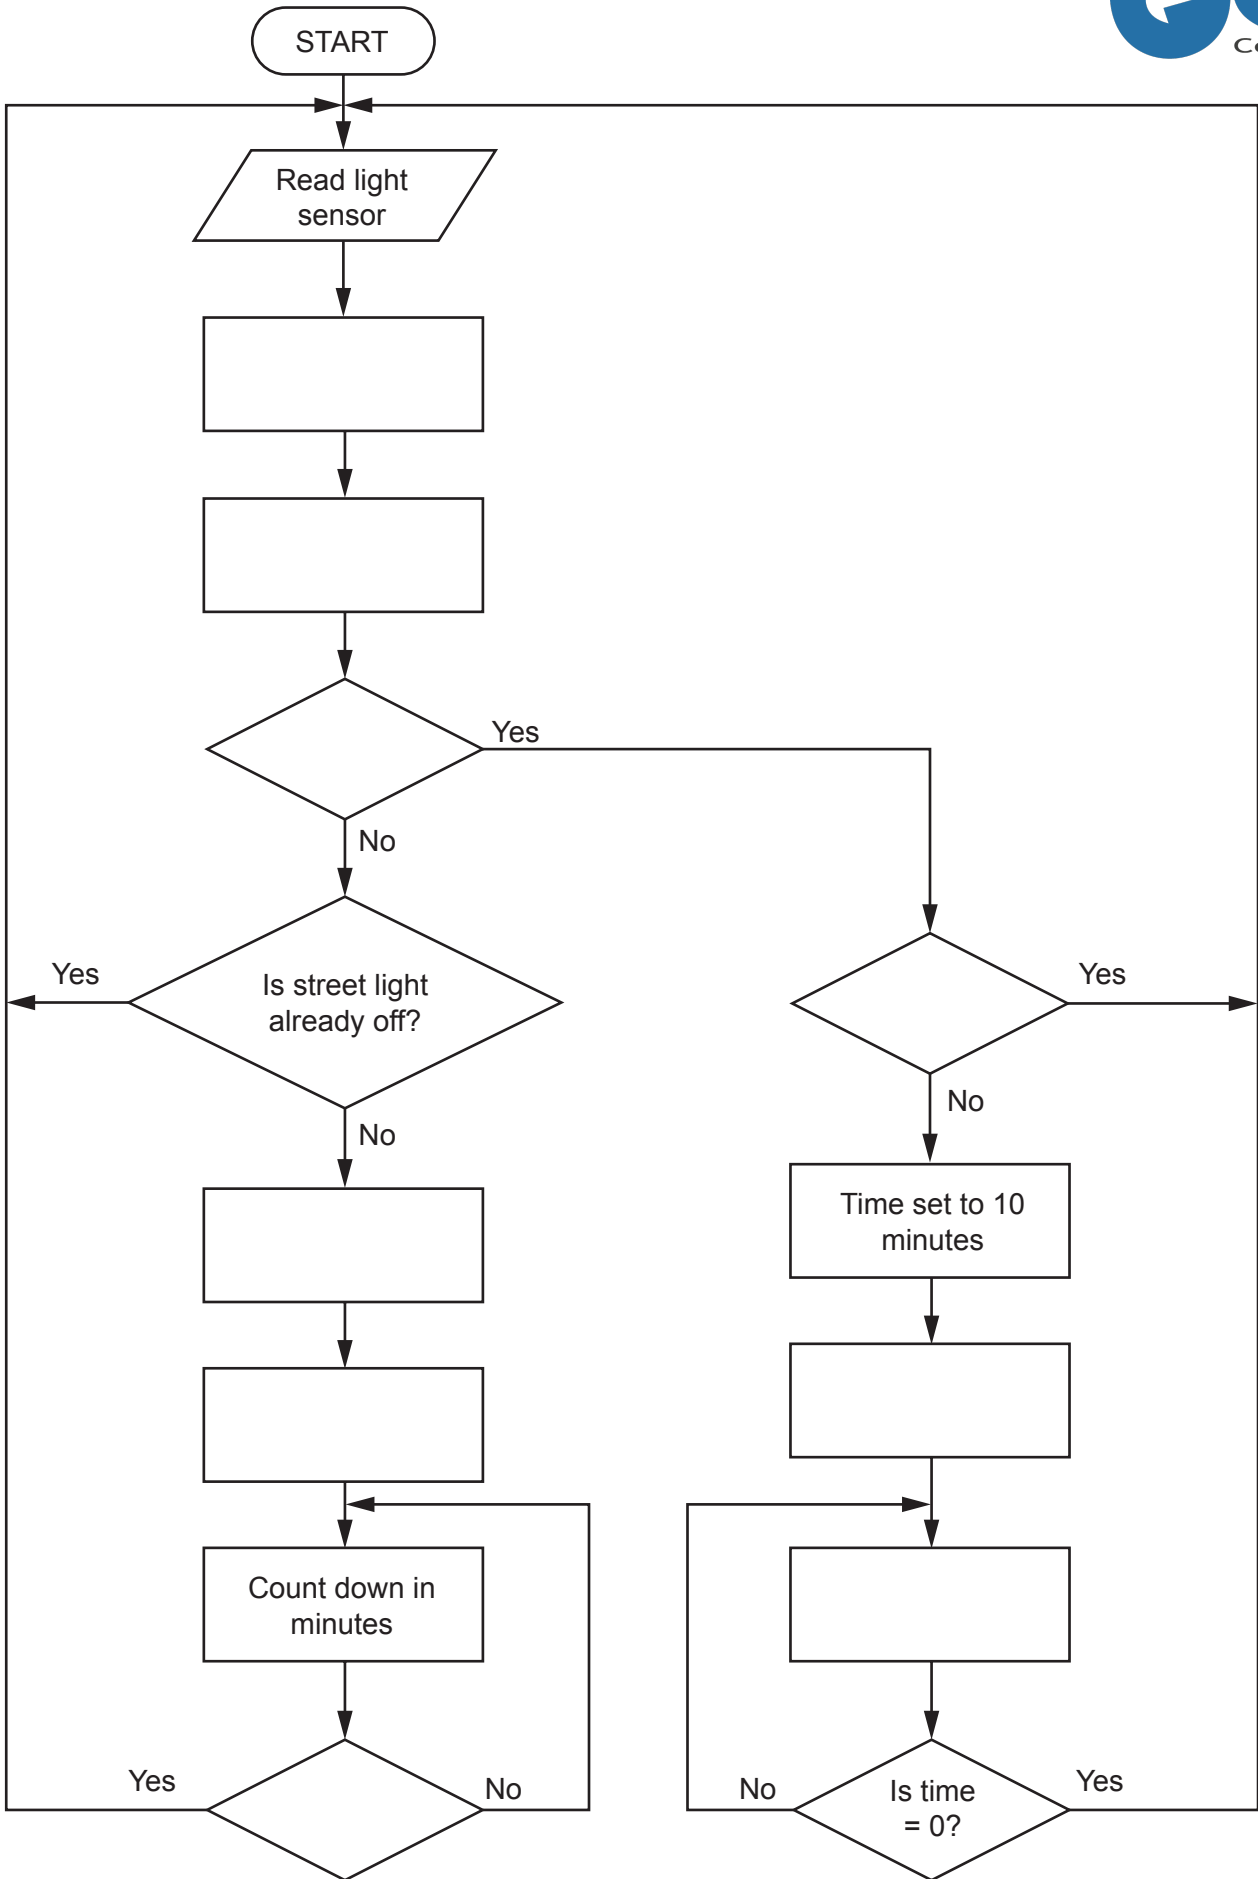 START
Read light
sensor
Yes
No
Yes
Is street light
already off?
Yes
No
No
Time set to 10
minutes
Count down in
minutes
Yes
No
No
Is time
= 0?
Yes